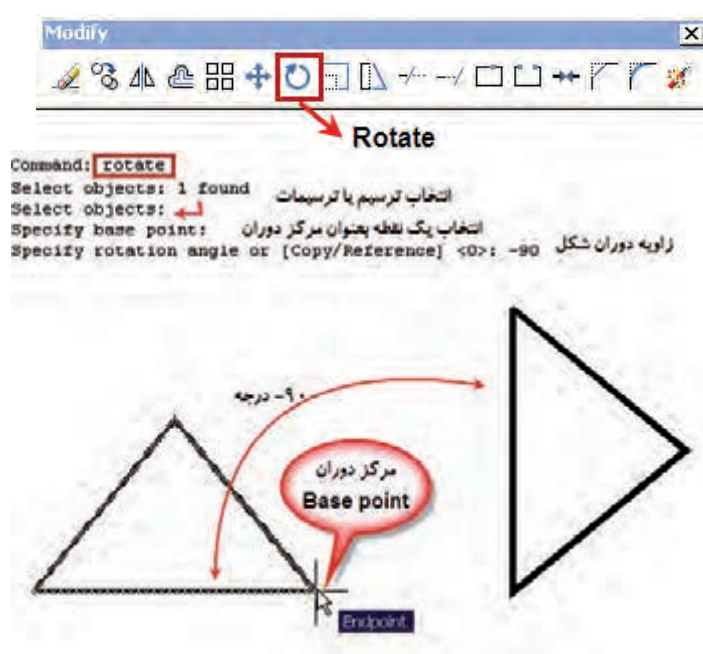 Modify
Rotate
Command: rotate
Select objects: 1 found
Select objects: انتخاب ترسیم یا ترسیمات
Specify base point: انتخاب یک نقطه بعنوان مرکز دوران
Specify rotation angle or [Copy/Reference] <0>: -90 زاویه دوران شکل
۹۰- درجه
مرکز دوران
Base point
Endpoint